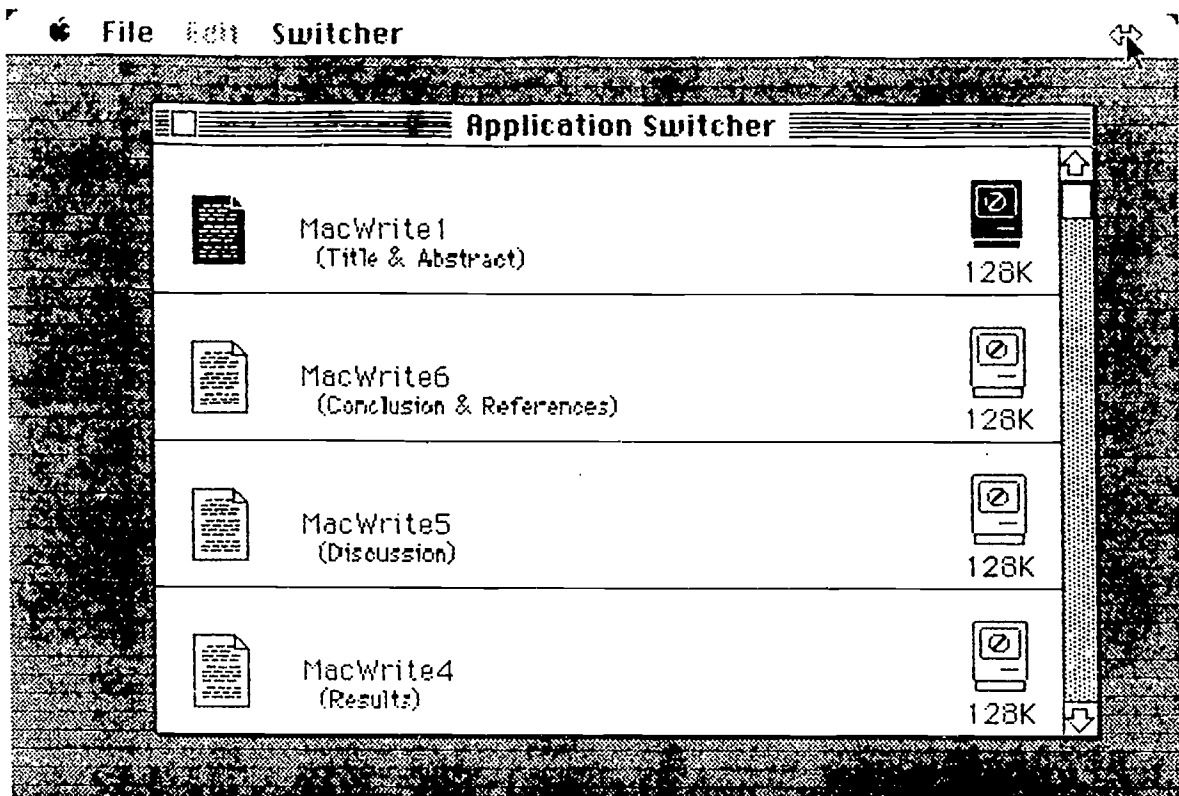 File Edit Switcher
Application Switcher
MacWrite1
(Title & Abstract)
128K
MacWrite6
(Conclusion & References)
128K
MacWrite5
(Discussion)
128K
MacWrite4
(Results)
128K